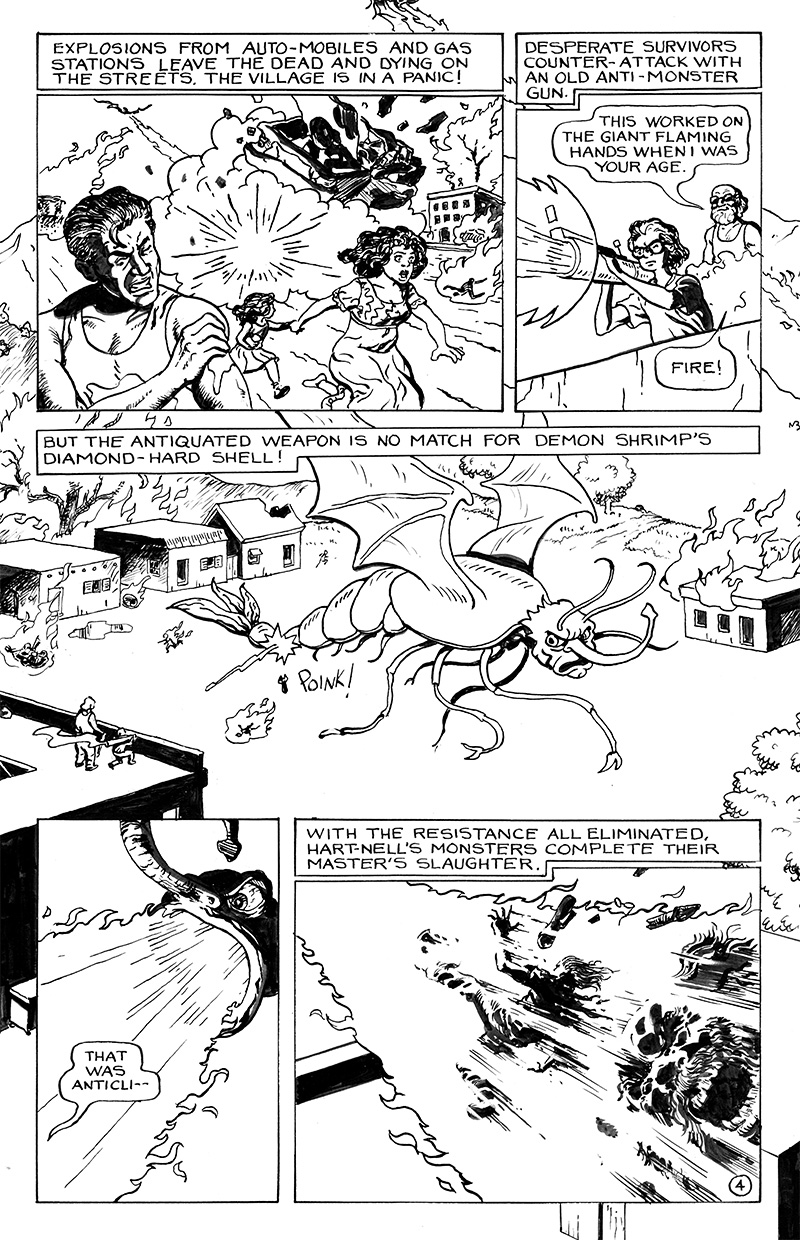 EXPLOSIONS FROM AUTO-MOBILES AND GAS
STATIONS LEAVE THE DEAD AND DYING ON
THE STREETS. THE VILLAGE IS IN A PANIC!
DESPERATE SURVIVORS
COUNTER-ATTACK WITH
AN OLD ANTI-MONSTER
GUN.
THIS WORKED ON
THE GIANT FLAMING
HANDS WHEN I WAS
YOUR AGE.
FIRE!
BUT THE ANTIQUATED WEAPON IS NO MATCH FOR DEMON SHRIMP'S
DIAMOND-HARD SHELL!
POINK!
THAT
WAS
ANTICLI--
WITH THE RESISTANCE ALL ELIMINATED,
HART-NELL'S MONSTERS COMPLETE THEIR
MASTER'S SLAUGHTER.
4